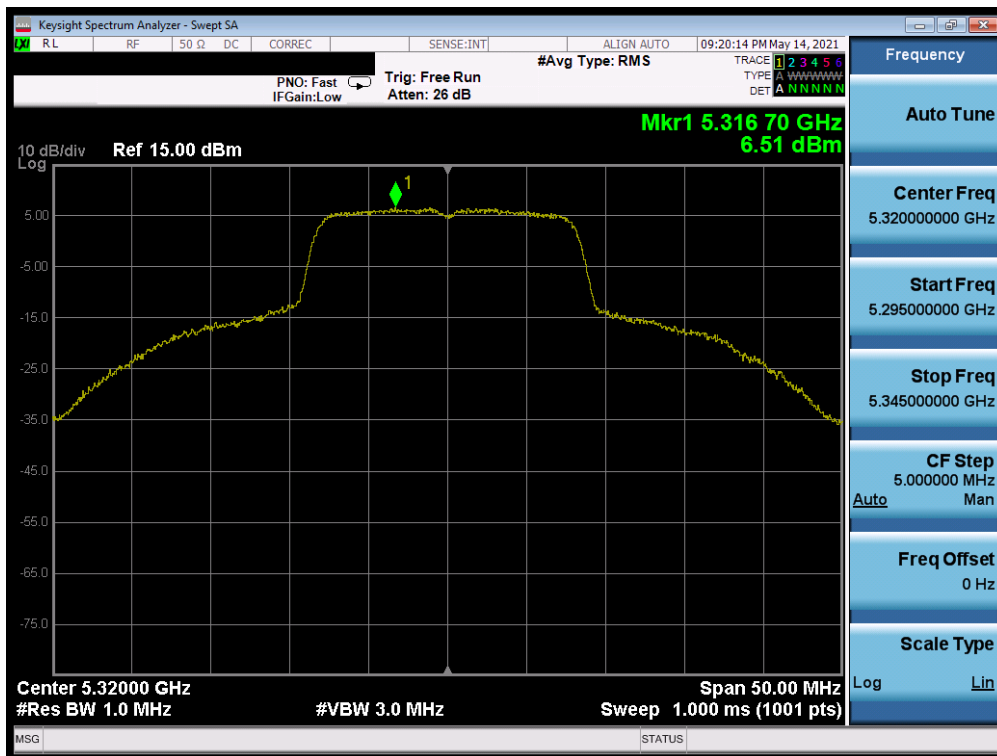 Keysight Spectrum Analyzer - Swept SA
LXI RL RF 50 Ω DC CORREC SENSE:INT ALIGN AUTO 09:20:14 PM May 14, 2021
PNO: Fast
IFGain:Low
Trig: Free Run
Atten: 26 dB
#Avg Type: RMS
TRACE 1 2 3 4 5 6
TYPE A WWWWW
DET A N N N N N
Mkr1 5.316 70 GHz
6.51 dBm
10 dB/div Ref 15.00 dBm
Log
1
5.00
-5.00
-15.0
-25.0
-35.0
-45.0
-55.0
-65.0
-75.0
Center 5.32000 GHz Span 50.00 MHz
#Res BW 1.0 MHz #VBW 3.0 MHz Sweep 1.000 ms (1001 pts)
MSG STATUS
Frequency
Auto Tune
Center Freq
5.320000000 GHz
Start Freq
5.295000000 GHz
Stop Freq
5.345000000 GHz
CF Step
5.000000 MHz
Auto Man
Freq Offset
0 Hz
Scale Type
Log Lin